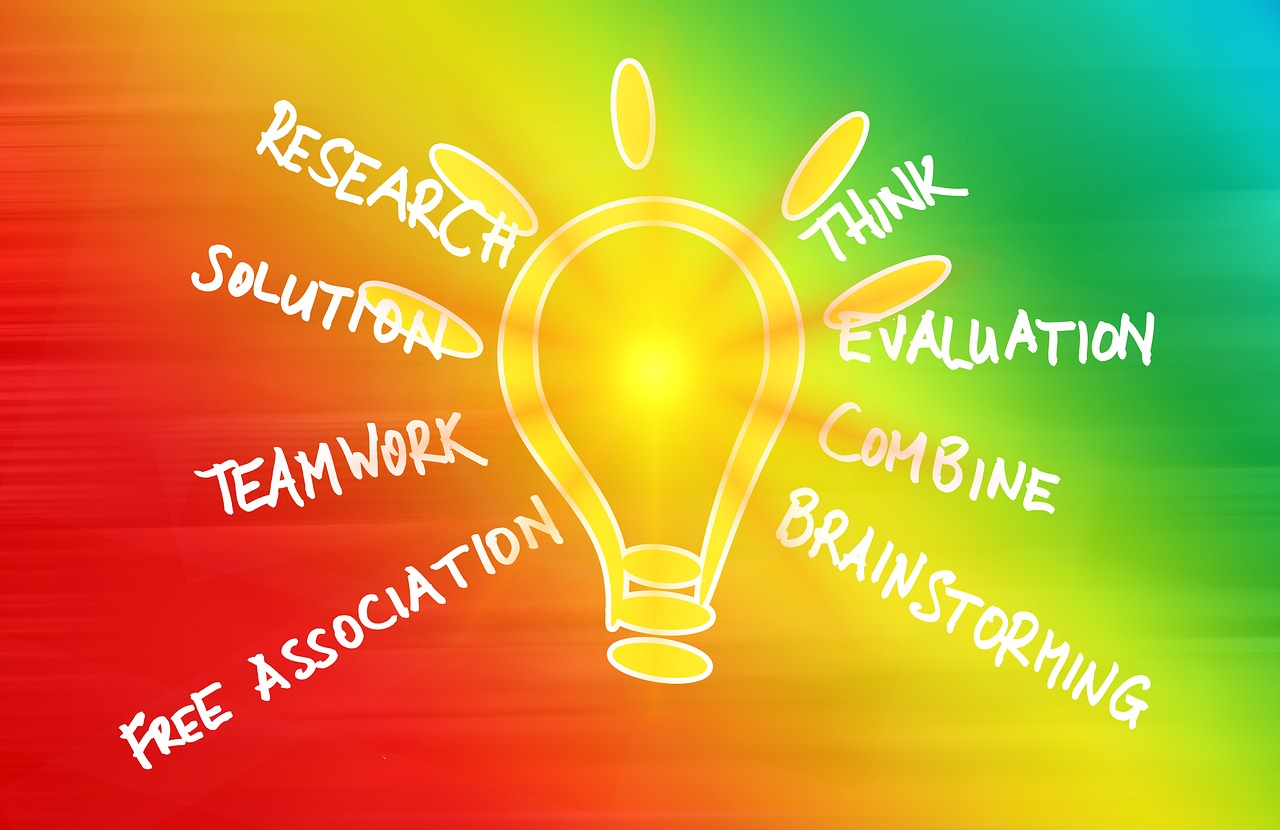 RESEARCH
SOLUTION
TEAMWORK
FREE ASSOCIATION
THINK
EVALUATION
COMBINE
BRAINSTORMING